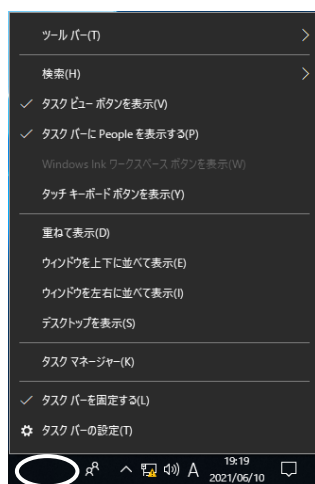 ツール バー(T)
検索(H)
タスク ビュー ボタンを表示(V)
タスク バーに People を表示する(P)
Windows Ink ワークスペース ボタンを表示(W)
タッチ キーボード ボタンを表示(Y)
重ねて表示(D)
ウィンドウを上下に並べて表示(E)
ウィンドウを左右に並べて表示(I)
デスクトップを表示(S)
タスク マネージャー(K)
タスク バーを固定する(L)
タスク バーの設定(T)
A
19:19
2021/06/10